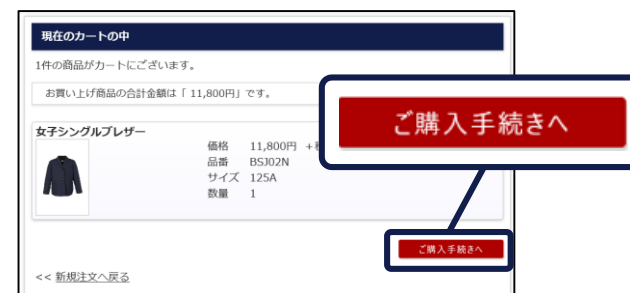 現在のカートの中
1件の商品がカートにございます。
お買い上げ商品の合計金額は「 11,800円」です。
ご購入手続きへ
女子シングルブレザー
価格 11,800円 +
品番 BSJ02N
サイズ 125A
数量 1
ご購入手続きへ
<< 新規注文へ戻る